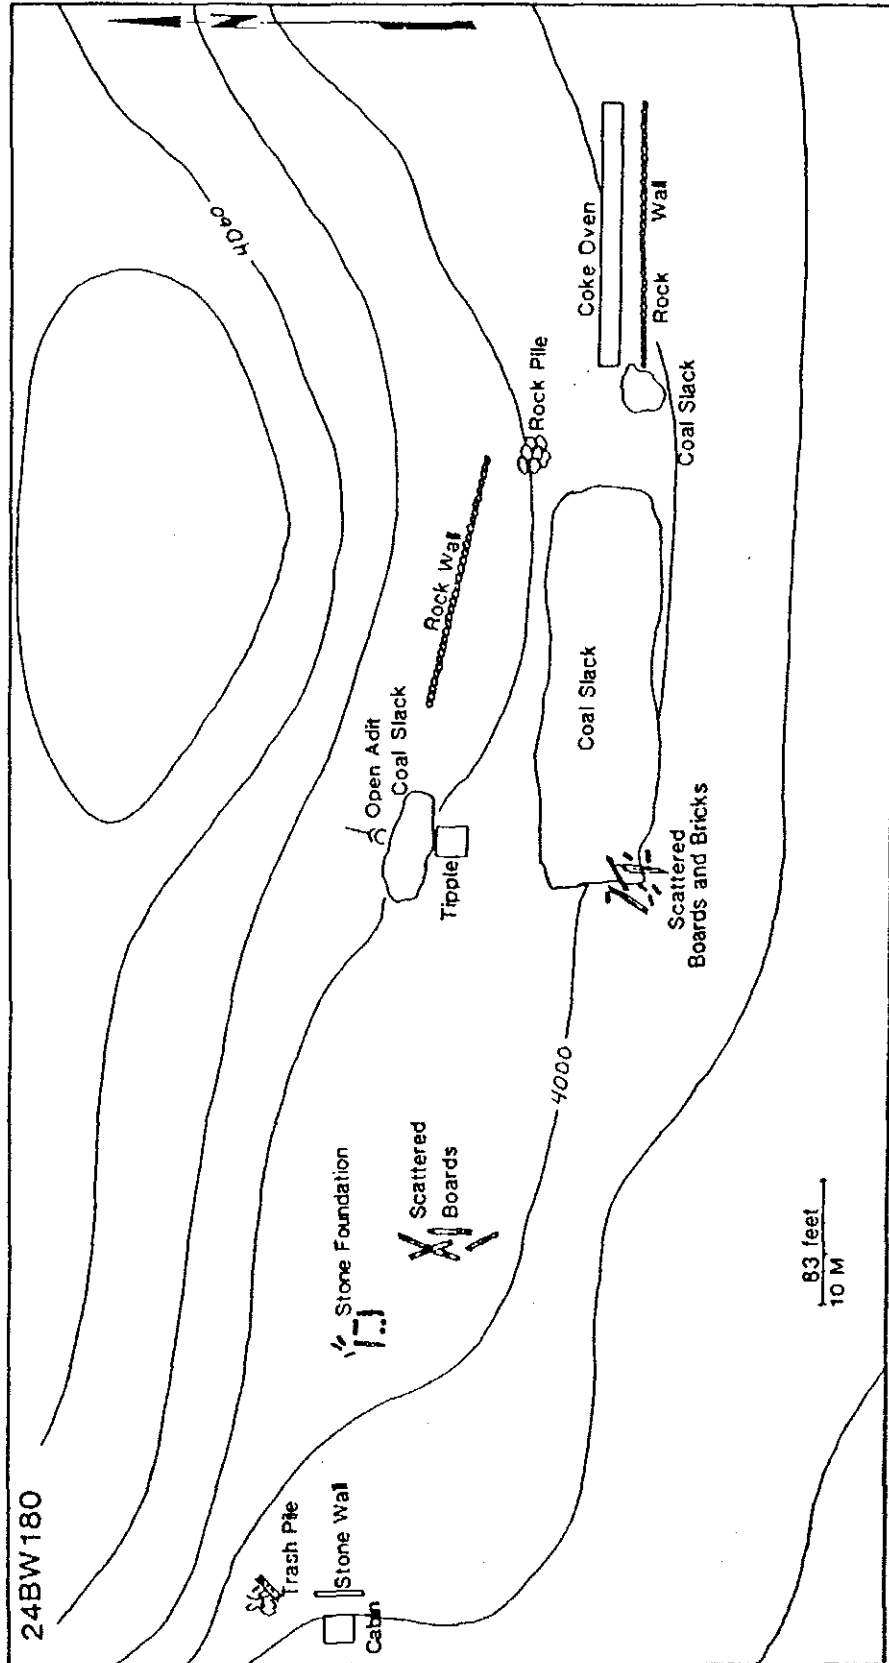 24BW180
N
4040
Trash Pile
Stone Wall
Cabin
Stone Foundation
Scattered
Boards
Open Adit
Coal Slack
Tipple
Rock Wall
Rock Pile
Coke Oven
Rock Wall
Coal Slack
Coal Slack
Scattered
Boards and Bricks
4000
83 feet
10 M